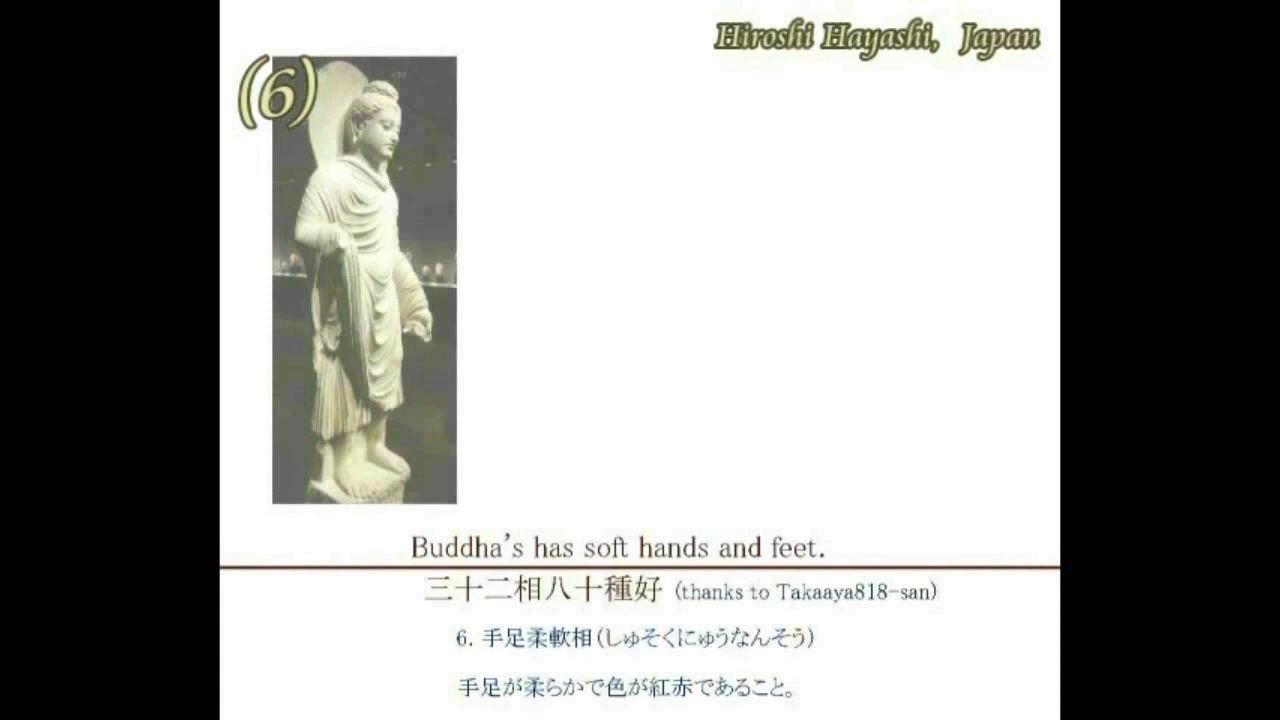 Hiroshi Hayashi, Japan
(6)
Buddha's has soft hands and feet.
三十二相八十種好 (thanks to Takaaya818-san)
6. 手足柔軟相(しゅそくにゅうなんそう)
手足が柔らかで色が紅赤であること。